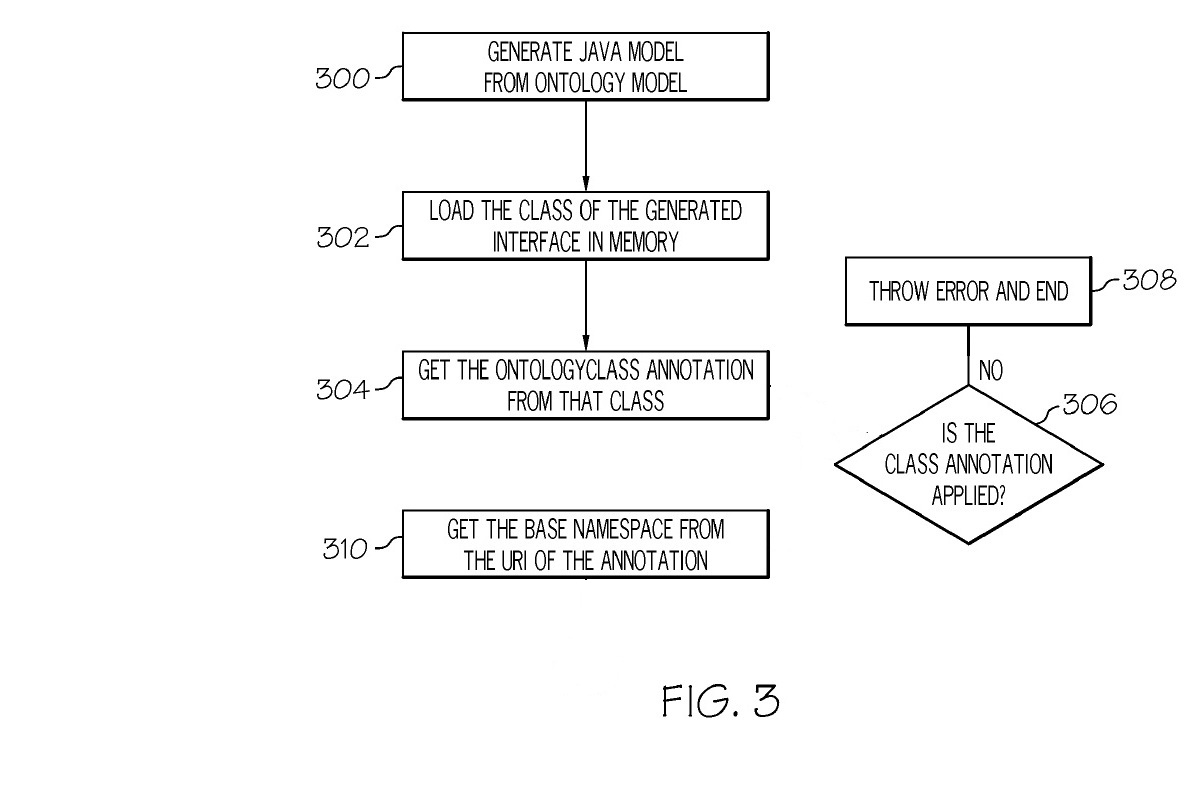 300
GENERATE JAVA MODEL
FROM ONTOLOGY MODEL
302
LOAD THE CLASS OF THE GENERATED
INTERFACE IN MEMORY
304
GET THE ONTOLOGYCLASS ANNOTATION
FROM THAT CLASS
THROW ERROR AND END
308
NO
306
IS THE
CLASS ANNOTATION
APPLIED?
310
GET THE BASE NAMESPACE FROM
THE URI OF THE ANNOTATION
FIG. 3